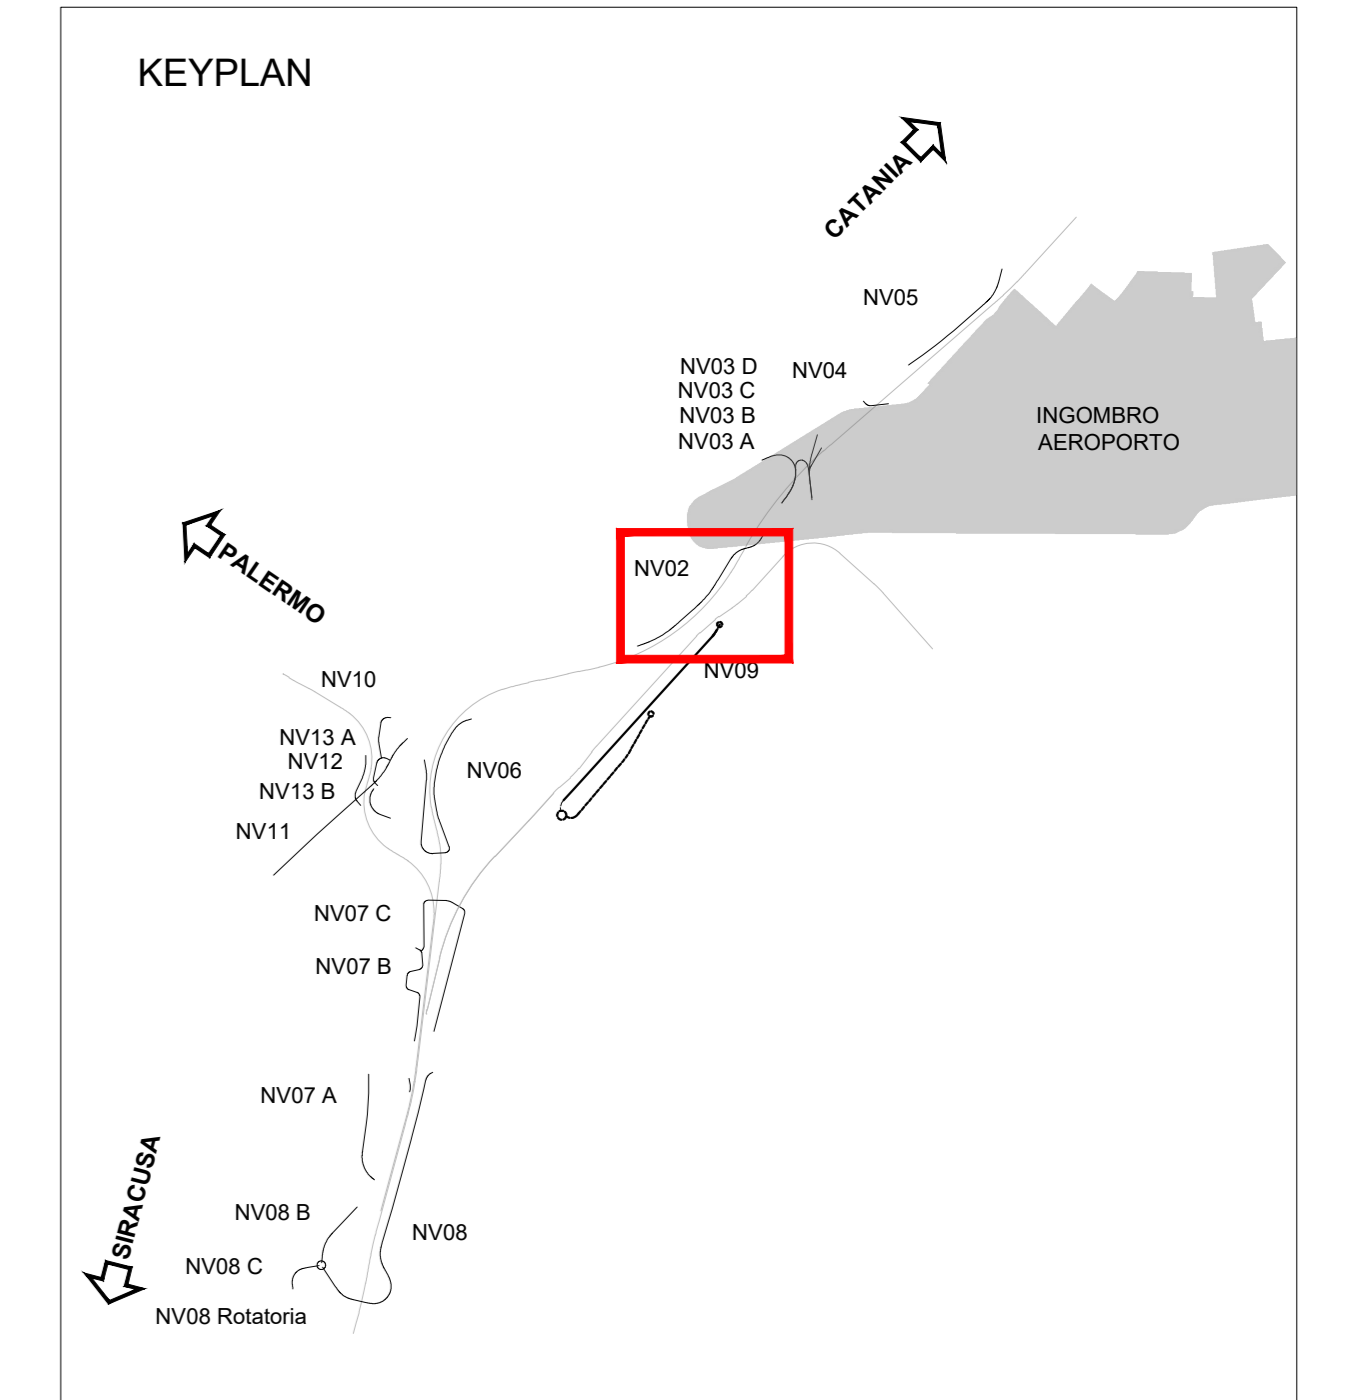 KEYPLAN
CATANIA
NV05
NV03 D
NV04
NV03 C
NV03 B
NV03 A
INGOMBRO
AEROPORTO
PALERMO
NV02
NV09
NV10
NV13 A
NV12
NV13 B
NV11
NV06
NV07 C
NV07 B
NV07 A
SIRACUSA
NV08 B
NV08
NV08 C
NV08 Rotatoria